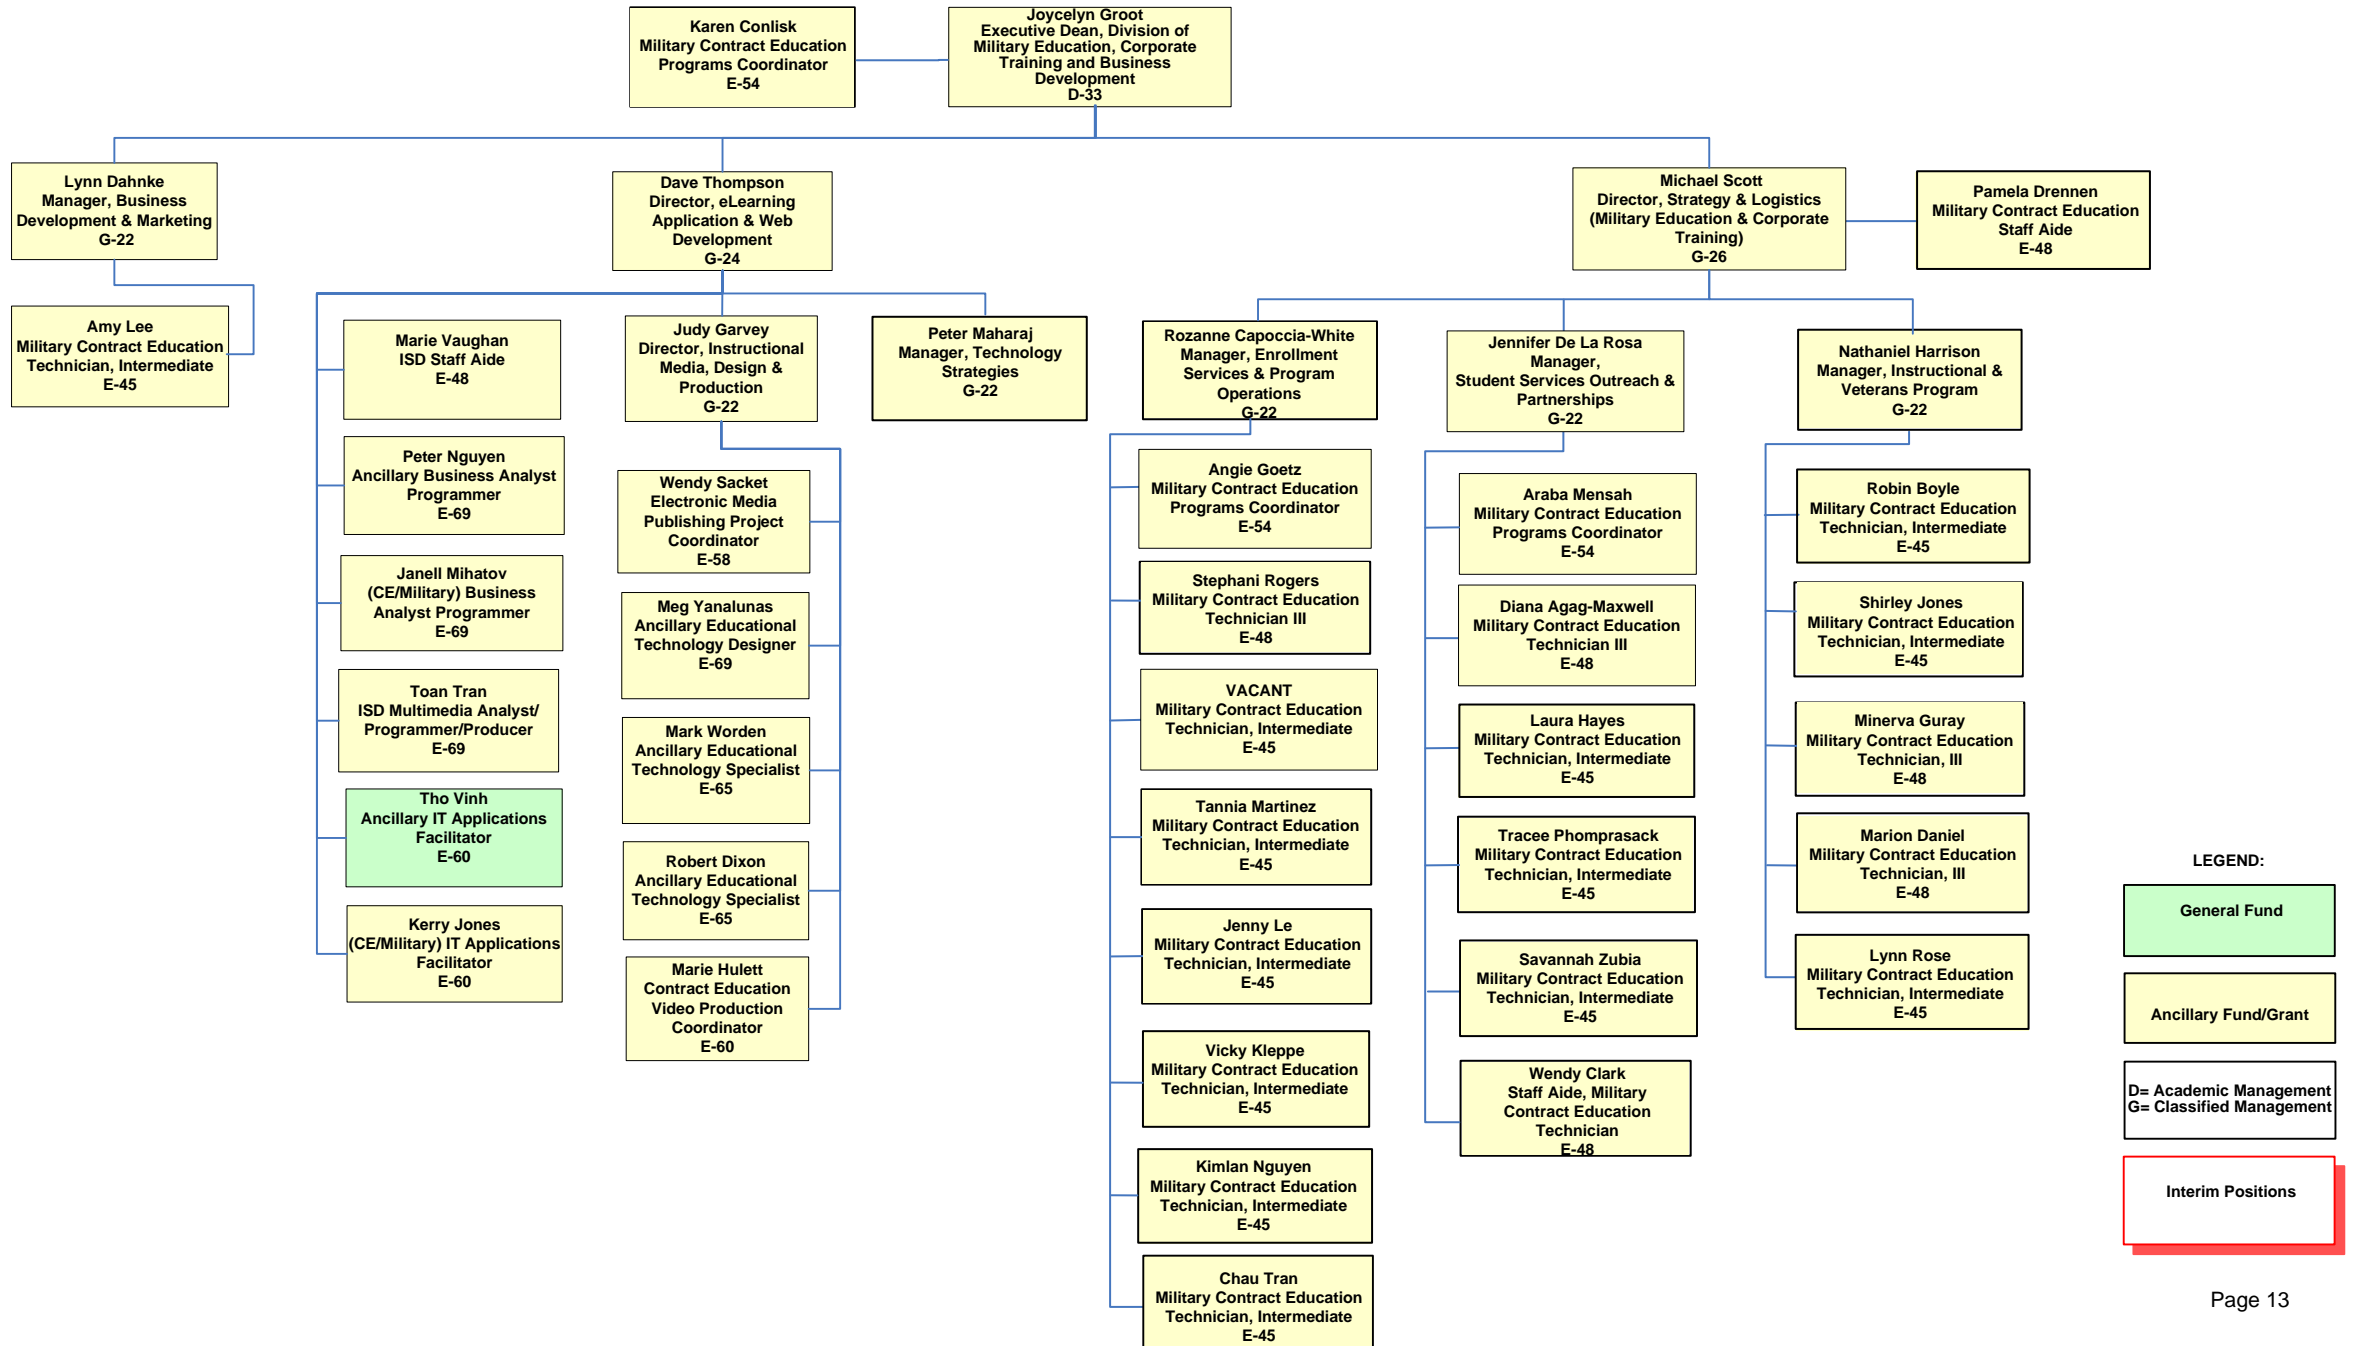 Karen Conlisk
Military Contract Education
Programs Coordinator
E-54
Joycelyn Groot
Executive Dean, Division of
Military Education, Corporate
Training and Business
Development
D-33
Lynn Dahnke
Manager, Business
Development & Marketing
G-22
Dave Thompson
Director, eLearning
Application & Web
Development
G-24
Michael Scott
Director, Strategy & Logistics
(Military Education & Corporate
Training)
G-26
Pamela Drennen
Military Contract Education
Staff Aide
E-48
Amy Lee
Military Contract Education
Technician, Intermediate
E-45
Marie Vaughan
ISD Staff Aide
E-48
Peter Nguyen
Ancillary Business Analyst
Programmer
E-69
Janell Mihatov
(CE/Military) Business
Analyst Programmer
E-69
Toan Tran
ISD Multimedia Analyst/
Programmer/Producer
E-69
Tho Vinh
Ancillary IT Applications
Facilitator
E-60
Kerry Jones
(CE/Military) IT Applications
Facilitator
E-60
Judy Garvey
Director, Instructional
Media, Design &
Production
G-22
Wendy Sacket
Electronic Media
Publishing Project
Coordinator
E-58
Meg Yanalunas
Ancillary Educational
Technology Designer
E-69
Mark Worden
Ancillary Educational
Technology Specialist
E-65
Robert Dixon
Ancillary Educational
Technology Specialist
E-65
Marie Hulett
Contract Education
Video Production
Coordinator
E-60
Peter Maharaj
Manager, Technology
Strategies
G-22
Rozanne Capoccia-White
Manager, Enrollment
Services & Program
Operations
G-22
Angie Goetz
Military Contract Education
Programs Coordinator
E-54
Stephani Rogers
Military Contract Education
Technician III
E-48
VACANT
Military Contract Education
Technician, Intermediate
E-45
Tannia Martinez
Military Contract Education
Technician, Intermediate
E-45
Jenny Le
Military Contract Education
Technician, Intermediate
E-45
Vicky Kleppe
Military Contract Education
Technician, Intermediate
E-45
Kimlan Nguyen
Military Contract Education
Technician, Intermediate
E-45
Chau Tran
Military Contract Education
Technician, Intermediate
E-45
Jennifer De La Rosa
Manager,
Student Services Outreach &
Partnerships
G-22
Araba Mensah
Military Contract Education
Programs Coordinator
E-54
Diana Agag-Maxwell
Military Contract Education
Technician III
E-48
Laura Hayes
Military Contract Education
Technician, Intermediate
E-45
Tracee Phomprasack
Military Contract Education
Technician, Intermediate
E-45
Savannah Zubia
Military Contract Education
Technician, Intermediate
E-45
Wendy Clark
Staff Aide, Military
Contract Education
Technician
E-48
Nathaniel Harrison
Manager, Instructional &
Veterans Program
G-22
Robin Boyle
Military Contract Education
Technician, Intermediate
E-45
Shirley Jones
Military Contract Education
Technician, Intermediate
E-45
Minerva Guray
Military Contract Education
Technician, III
E-48
Marion Daniel
Military Contract Education
Technician, III
E-48
Lynn Rose
Military Contract Education
Technician, Intermediate
E-45
LEGEND:
General Fund
Ancillary Fund/Grant
D= Academic Management
G= Classified Management
Interim Positions
Page 13